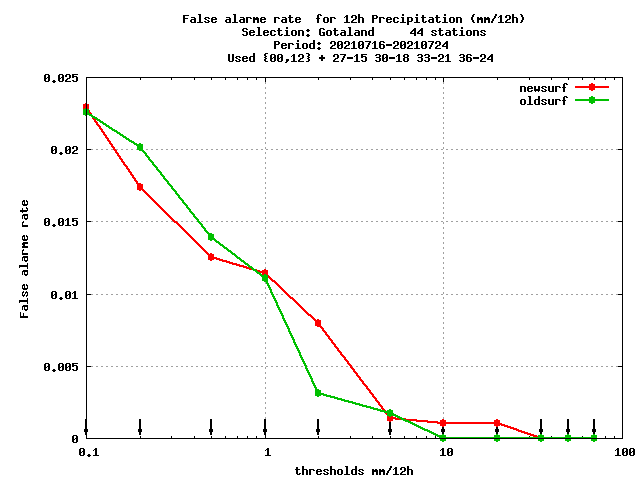 False alarme rate  for 12h Precipitation (mm/12h)
Selection: Gotaland     44 stations
Period: 20210716-20210724
Used {00,12} + 27-15 30-18 33-21 36-24
newsurf
oldsurf
0.025
0.02
0.015
0.01
0.005
0
False alarme rate
0.1 1 10 100
thresholds mm/12h